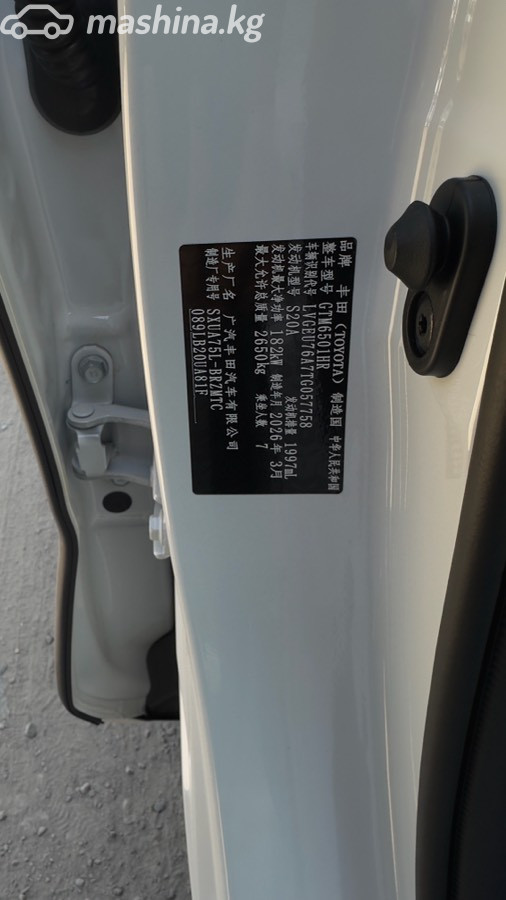 mashina.kg
品牌 丰田(TOYOTA) 制造国 中华人民共和国
整车型号 GTM6501HR
车辆识别代号 LVGEU76A7TG057758
发动机型号 S20A 发动机排量 1997mL
发动机最大净功率 182kW 制造年月 2026年3月
最大允许总质量 2650kg 乘坐人数 7
生产厂名 广汽丰田汽车有限公司
制造厂专用号 SXUA75L-BRZMTC
089LB20UA81F